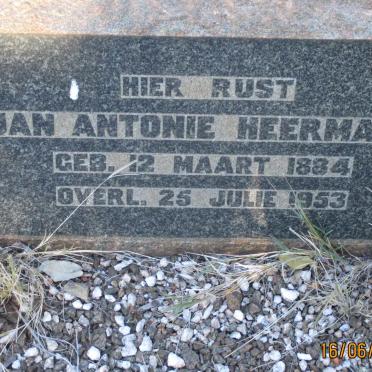 HIER RUST
JAN ANTONIE HEERMA
GEB. 12 MAART 1884
OVERL. 25 JULIE 1953
16/06/